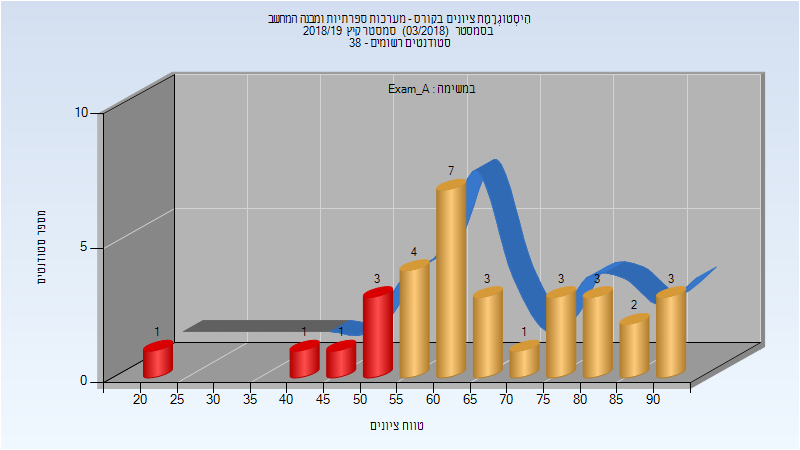 היסטוגרמת ציונים בקורס - מערכות ספרתיות ומבנה המחשב
בסמסטר (03/2018) סמסטר קיץ 2018/19
סטודנטים רשומים - 38
במשימה : Exam_A
מספר סטודנטים
10
5
0
1
1
1
3
4
7
3
1
3
3
2
3
20 25 30 35 40 45 50 55 60 65 70 75 80 85 90
טווח ציונים